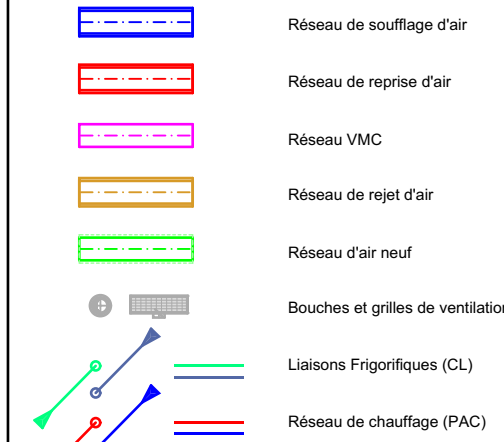 Réseau de soufflage d'air
Réseau de reprise d'air
Réseau VMC
Réseau de rejet d'air
Réseau d'air neuf
Bouches et grilles de ventilation
Liaisons Frigorifiques (CL)
Réseau de chauffage (PAC)